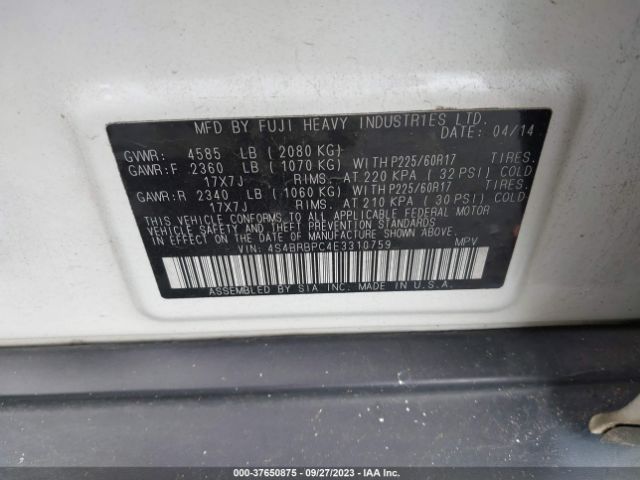 MFD BY FUJI HEAVY INDUSTRIES LTD.
DATE: 04/14
GVWR: 4585 LB ( 2080 KG)
GAWR:F 2360 LB ( 1070 KG) WITH P225/60R17 TIRES.
17X7J RIMS. AT 220 KPA ( 32 PSI) COLD
GAWR:R 2340 LB ( 1060 KG) WITH P225/60R17 TIRES.
17X7J RIMS. AT 210 KPA ( 30 PSI) COLD
THIS VEHICLE CONFORMS TO ALL APPLICABLE FEDERAL MOTOR
VEHICLE SAFETY AND THEFT PREVENTION STANDARDS
IN EFFECT ON THE DATE OF MANUFACTURE SHOWN ABOVE.
VIN: 4S4BRBPC4E3310759 MPV
ASSEMBLED BY SIA INC. MADE IN U.S.A.
000-37650875 | 09/27/2023 | IAA Inc.